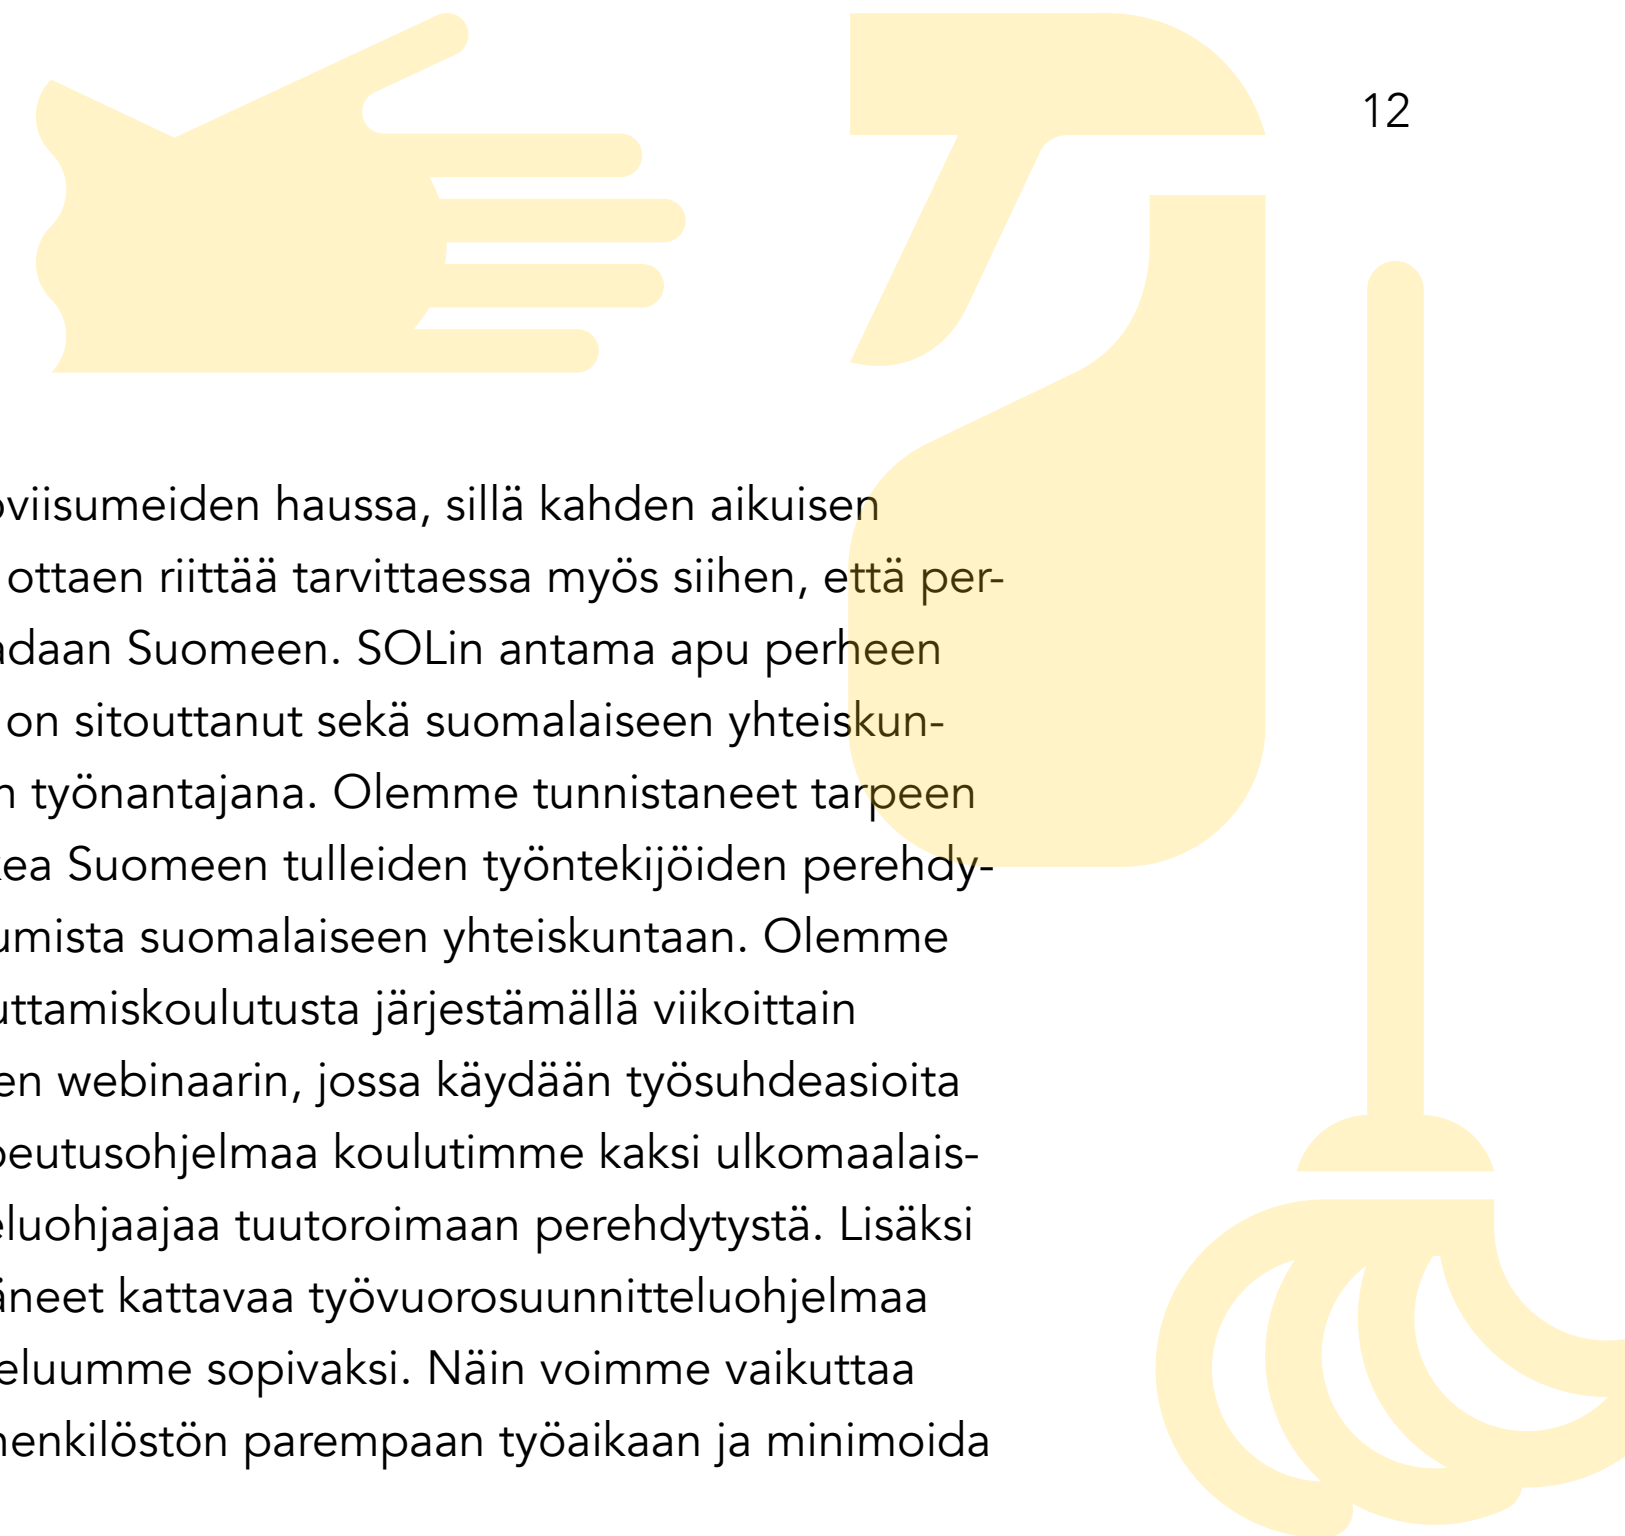 12
oviisumeiden haussa, sillä kahden aikuisen
ottaen riittää tarvittaessa myös siihen, että per-
adaan Suomeen. SOLin antama apu perheen
on sitouttanut sekä suomalaiseen yhteiskun-
n työnantajana. Olemme tunnistaneet tarpeen
kea Suomeen tulleiden työntekijöiden perehdy-
umista suomalaiseen yhteiskuntaan. Olemme
uttamiskoulutusta järjestämällä viikoittain
en webinaarin, jossa käydään työsuhdeasioita
peutusohjelmaa koulutimme kaksi ulkomaalais-
eluohjaajaa tuutoroimaan perehdytystä. Lisäksi
äneet kattavaa työvuorosuunnitteluohjelmaa
eluumme sopivaksi. Näin voimme vaikuttaa
henkilöstön parempaan työaikaan ja minimoida